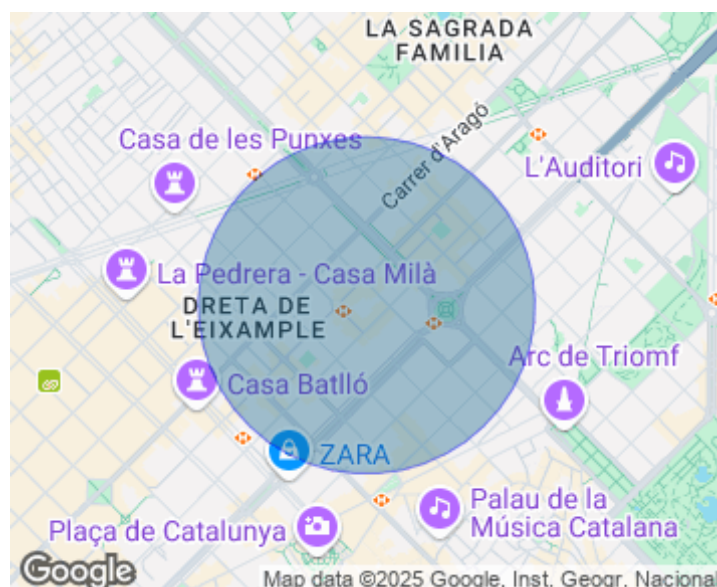 LA SAGRADA
FAMILIA
Casa de les Punxes
Carrer d'Aragó
L'Auditori
La Pedrera - Casa Milà
DRETA DE
L'EIXAMPLE
Arc de Triomf
Casa Batlló
ZARA
Palau de la
Música Catalana
Plaça de Catalunya
Google
Map data ©2025 Google, Inst. Geogr. Nacional